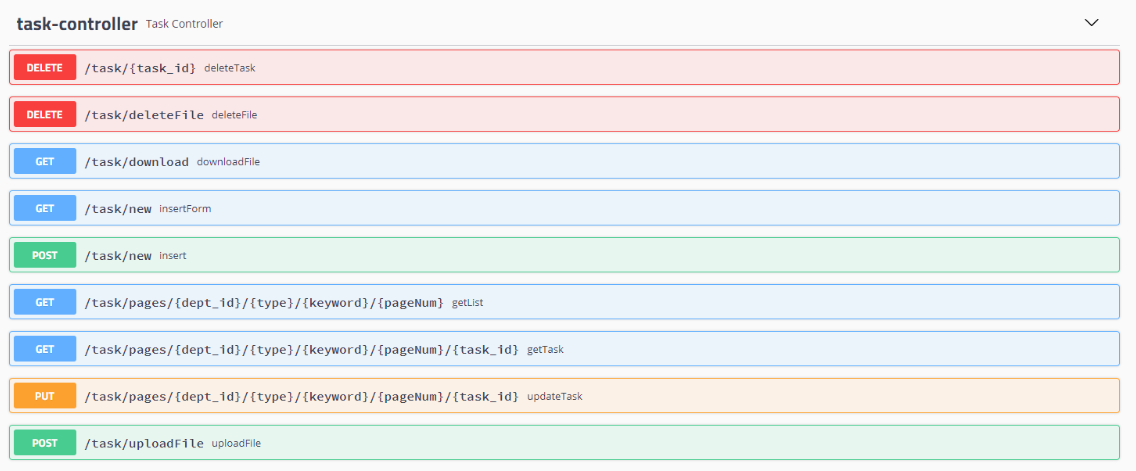 task-controller Task Controller
DELETE /task/{task_id} deleteTask
DELETE /task/deleteFile deleteFile
GET /task/download downloadFile
GET /task/new insertForm
POST /task/new insert
GET /task/pages/{dept_id}/{type}/{keyword}/{pageNum} getList
GET /task/pages/{dept_id}/{type}/{keyword}/{pageNum}/{task_id} getTask
PUT /task/pages/{dept_id}/{type}/{keyword}/{pageNum}/{task_id} updateTask
POST /task/uploadFile uploadFile